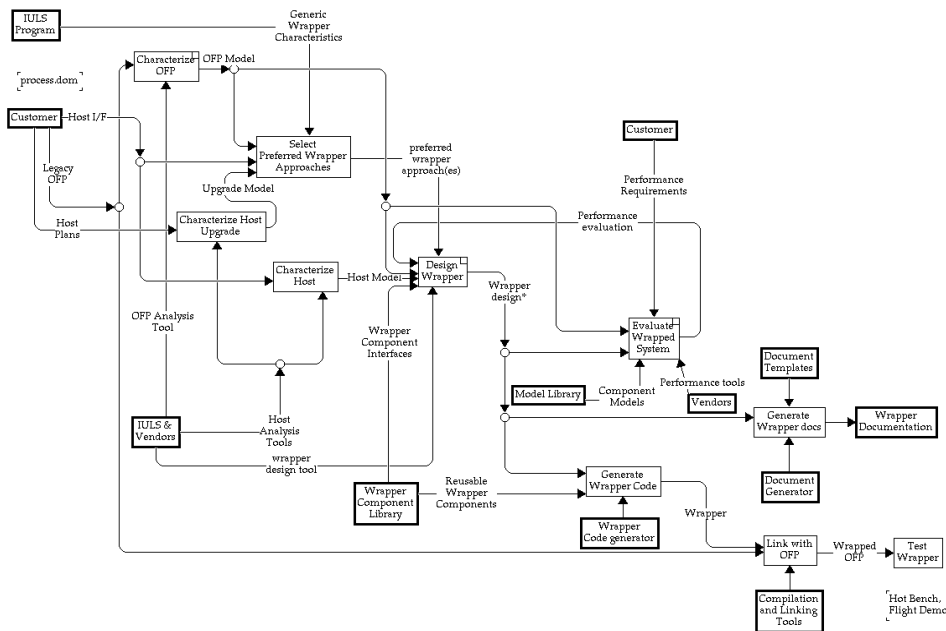 IULS
Program
Generic
Wrapper
Characteristics
Characterize
OFP
OFP Model
process.dom
Customer
Host I/F
Legacy
OFP
Host
Plans
Select
Preferred Wrapper
Approaches
preferred
wrapper
approach(es)
Upgrade Model
Characterize Host
Upgrade
Characterize
Host
Host Model
Design
Wrapper
Wrapper
design*
Customer
Performance
Requirements
Performance
evaluation
OFP Analysis
Tool
Wrapper
Component
Interfaces
Evaluate
Wrapped
System
Model Library
Component
Models
Performance tools
Vendors
Document
Templates
IULS &
Vendors
Host
Analysis
Tools
wrapper
design tool
Generate
Wrapper docs
Wrapper
Documentation
Document
Generator
Wrapper
Component
Library
Reusable
Wrapper
Components
Generate
Wrapper Code
Wrapper
Code generator
Wrapper
Link with
OFP
Wrapped
OFP
Test
Wrapper
Compilation
and Linking
Tools
Hot Bench,
Flight Demo